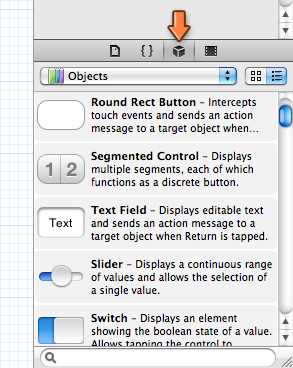 { }
Objects
Round Rect Button – Intercepts
touch events and sends an action
message to a target object when…
1 2
Segmented Control – Displays
multiple segments, each of which
functions as a discrete button.
Text
Text Field – Displays editable text
and sends an action message to a
target object when Return is tapped.
Slider – Displays a continuous range
of values and allows the selection of
a single value.
Switch – Displays an element
showing the boolean state of a value.
Allows tapping the control to